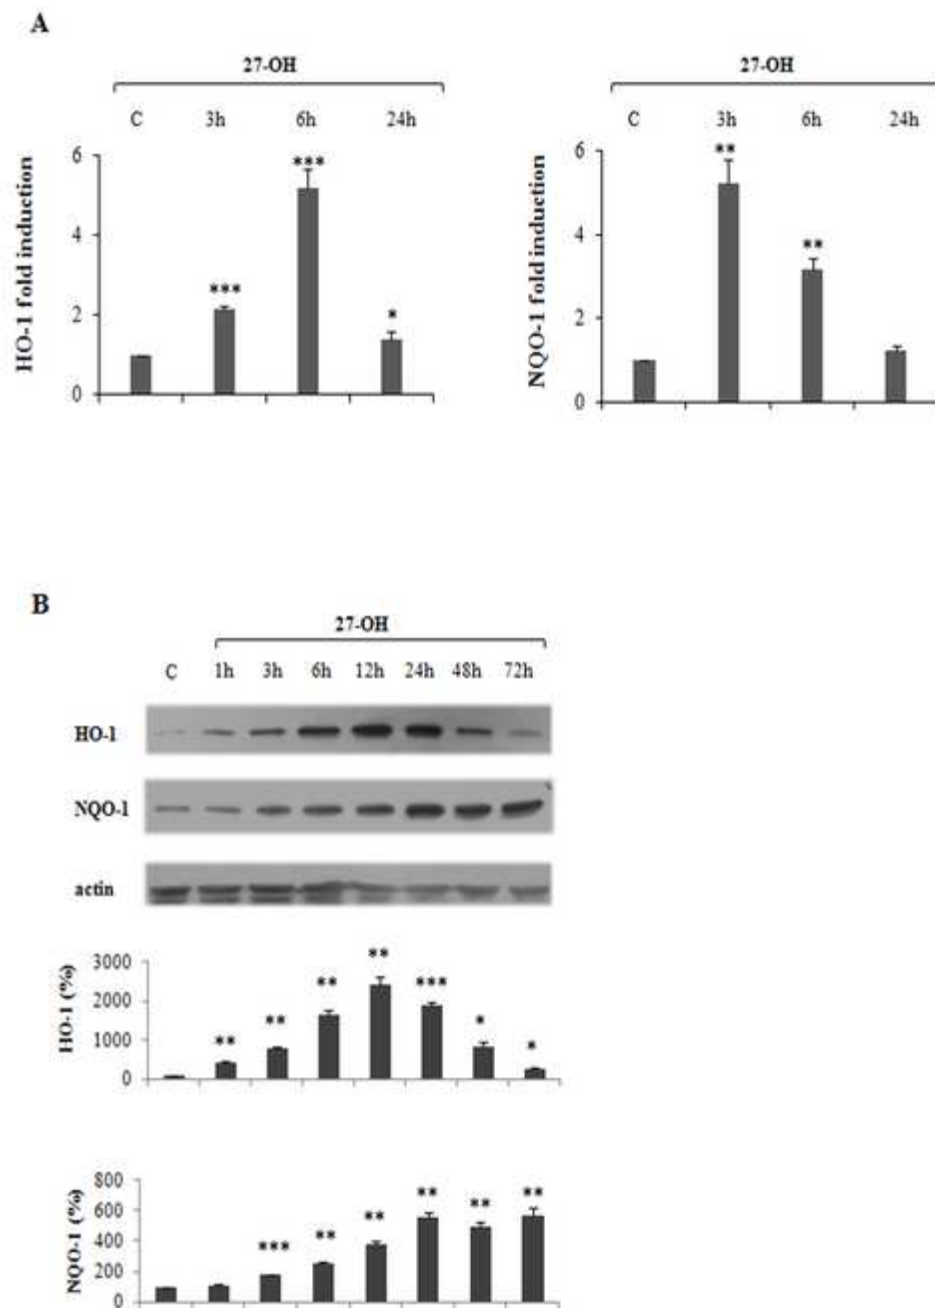 A
27-OH
C 3h 6h 24h
HO-1 fold induction
6
4
2
0
***
***
*
27-OH
C 3h 6h 24h
NQO-1 fold induction
6
4
2
0
**
**
B
27-OH
C 1h 3h 6h 12h 24h 48h 72h
HO-1
NQO-1
actin
HO-1 (%)
3000
2000
1000
0
** ** ** ** *** * *
NQO-1 (%)
800
600
400
200
0
*** ** ** ** ** **